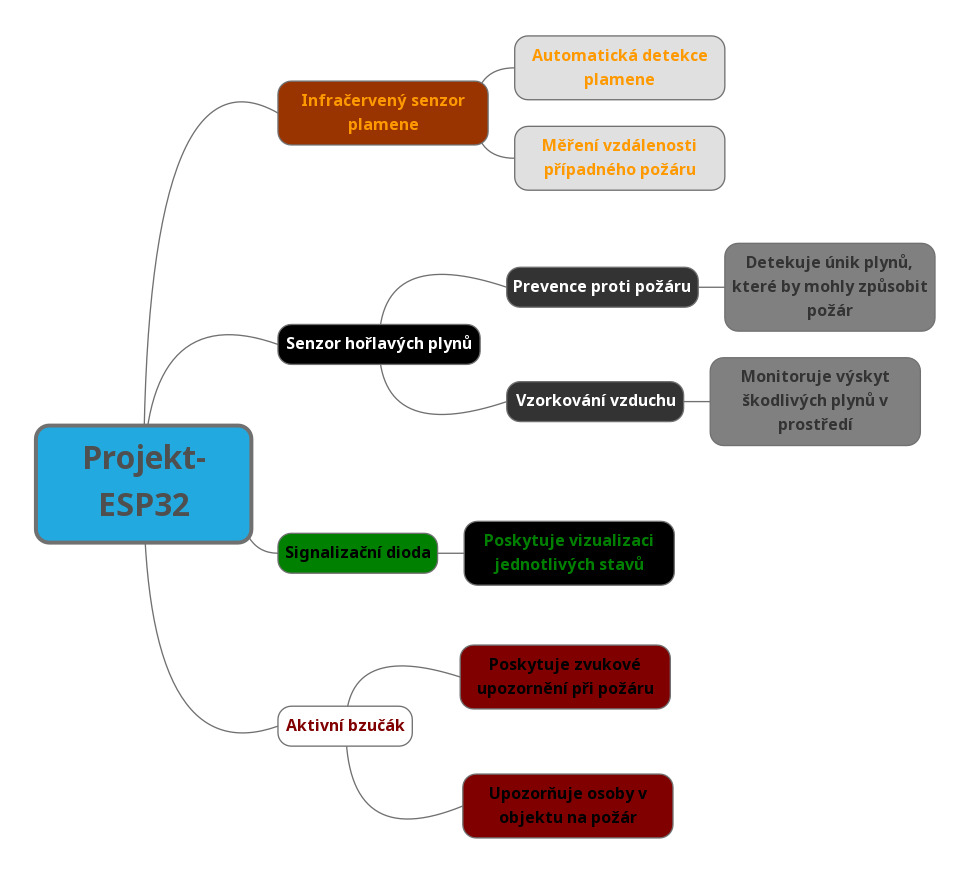 Projekt-
ESP32
Infračervený senzor
plamene
Automatická detekce
plamene
Měření vzdálenosti
případného požáru
Senzor hořlavých plynů
Prevence proti požáru
Detekuje únik plynů,
které by mohly způsobit
požár
Vzorkování vzduchu
Monitoruje výskyt
škodlivých plynů v
prostředí
Signalizační dioda
Poskytuje vizualizaci
jednotlivých stavů
Aktivní bzučák
Poskytuje zvukové
upozornění při požáru
Upozorňuje osoby v
objektu na požár